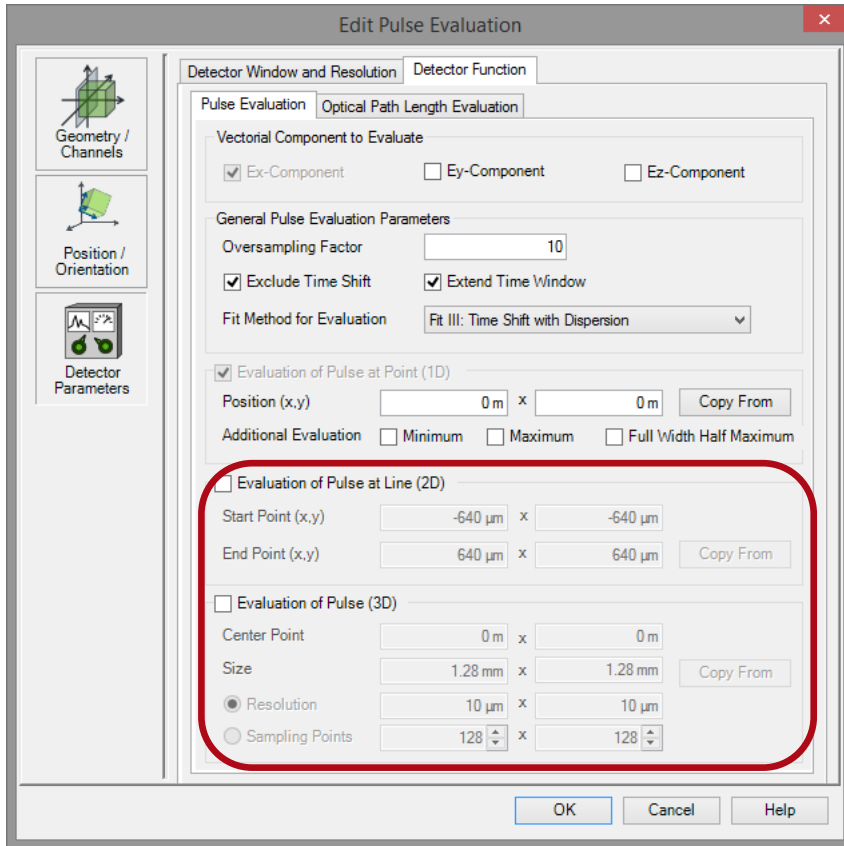 Edit Pulse Evaluation
Geometry /
Channels
Position /
Orientation
Detector
Parameters
Detector Window and Resolution Detector Function
Pulse Evaluation Optical Path Length Evaluation
Vectorial Component to Evaluate
Ex-Component Ey-Component Ez-Component
General Pulse Evaluation Parameters
Oversampling Factor 10
Exclude Time Shift Extend Time Window
Fit Method for Evaluation Fit III: Time Shift with Dispersion
Evaluation of Pulse at Point (1D)
Position (x,y) 0 m x 0 m Copy From
Additional Evaluation Minimum Maximum Full Width Half Maximum
Evaluation of Pulse at Line (2D)
Start Point (x,y) -640 µm x -640 µm
End Point (x,y) 640 µm x 640 µm Copy From
Evaluation of Pulse (3D)
Center Point 0 m x 0 m
Size 1.28 mm x 1.28 mm Copy From
Resolution 10 µm x 10 µm
Sampling Points 128 x 128
OK Cancel Help